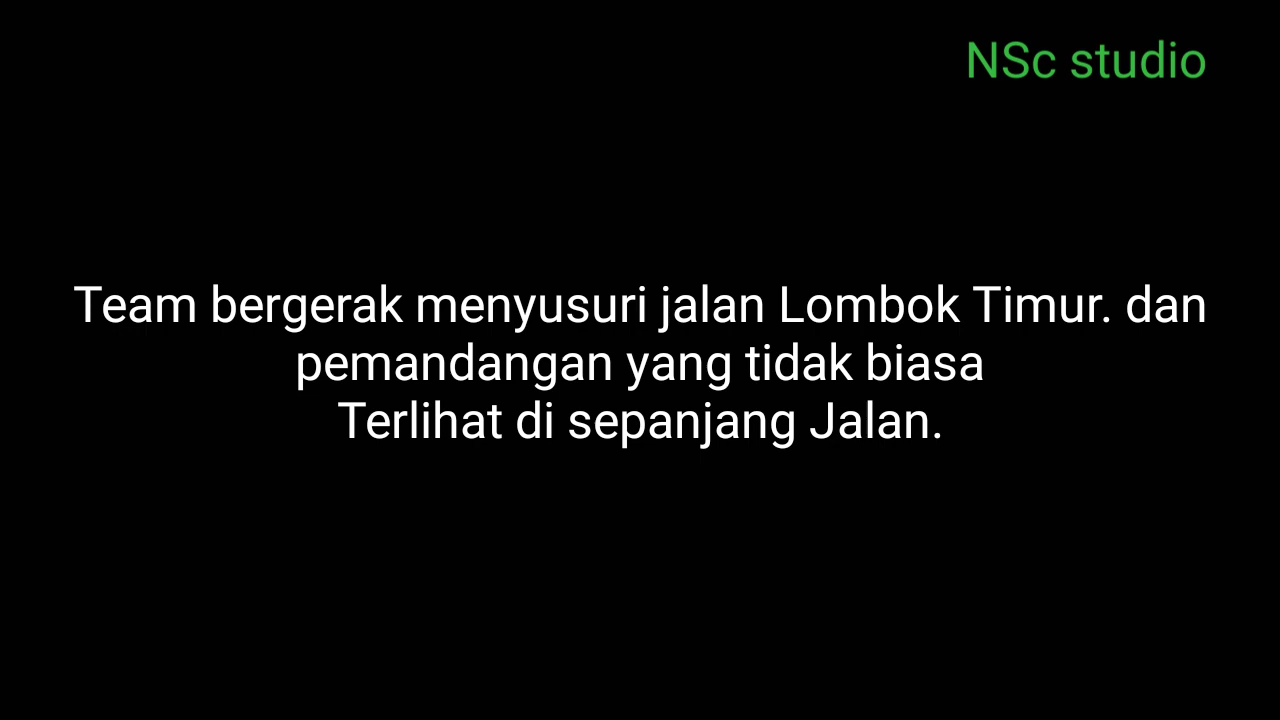 NSc studio
Team bergerak menyusuri jalan Lombok Timur. dan
pemandangan yang tidak biasa
Terlihat di sepanjang Jalan.